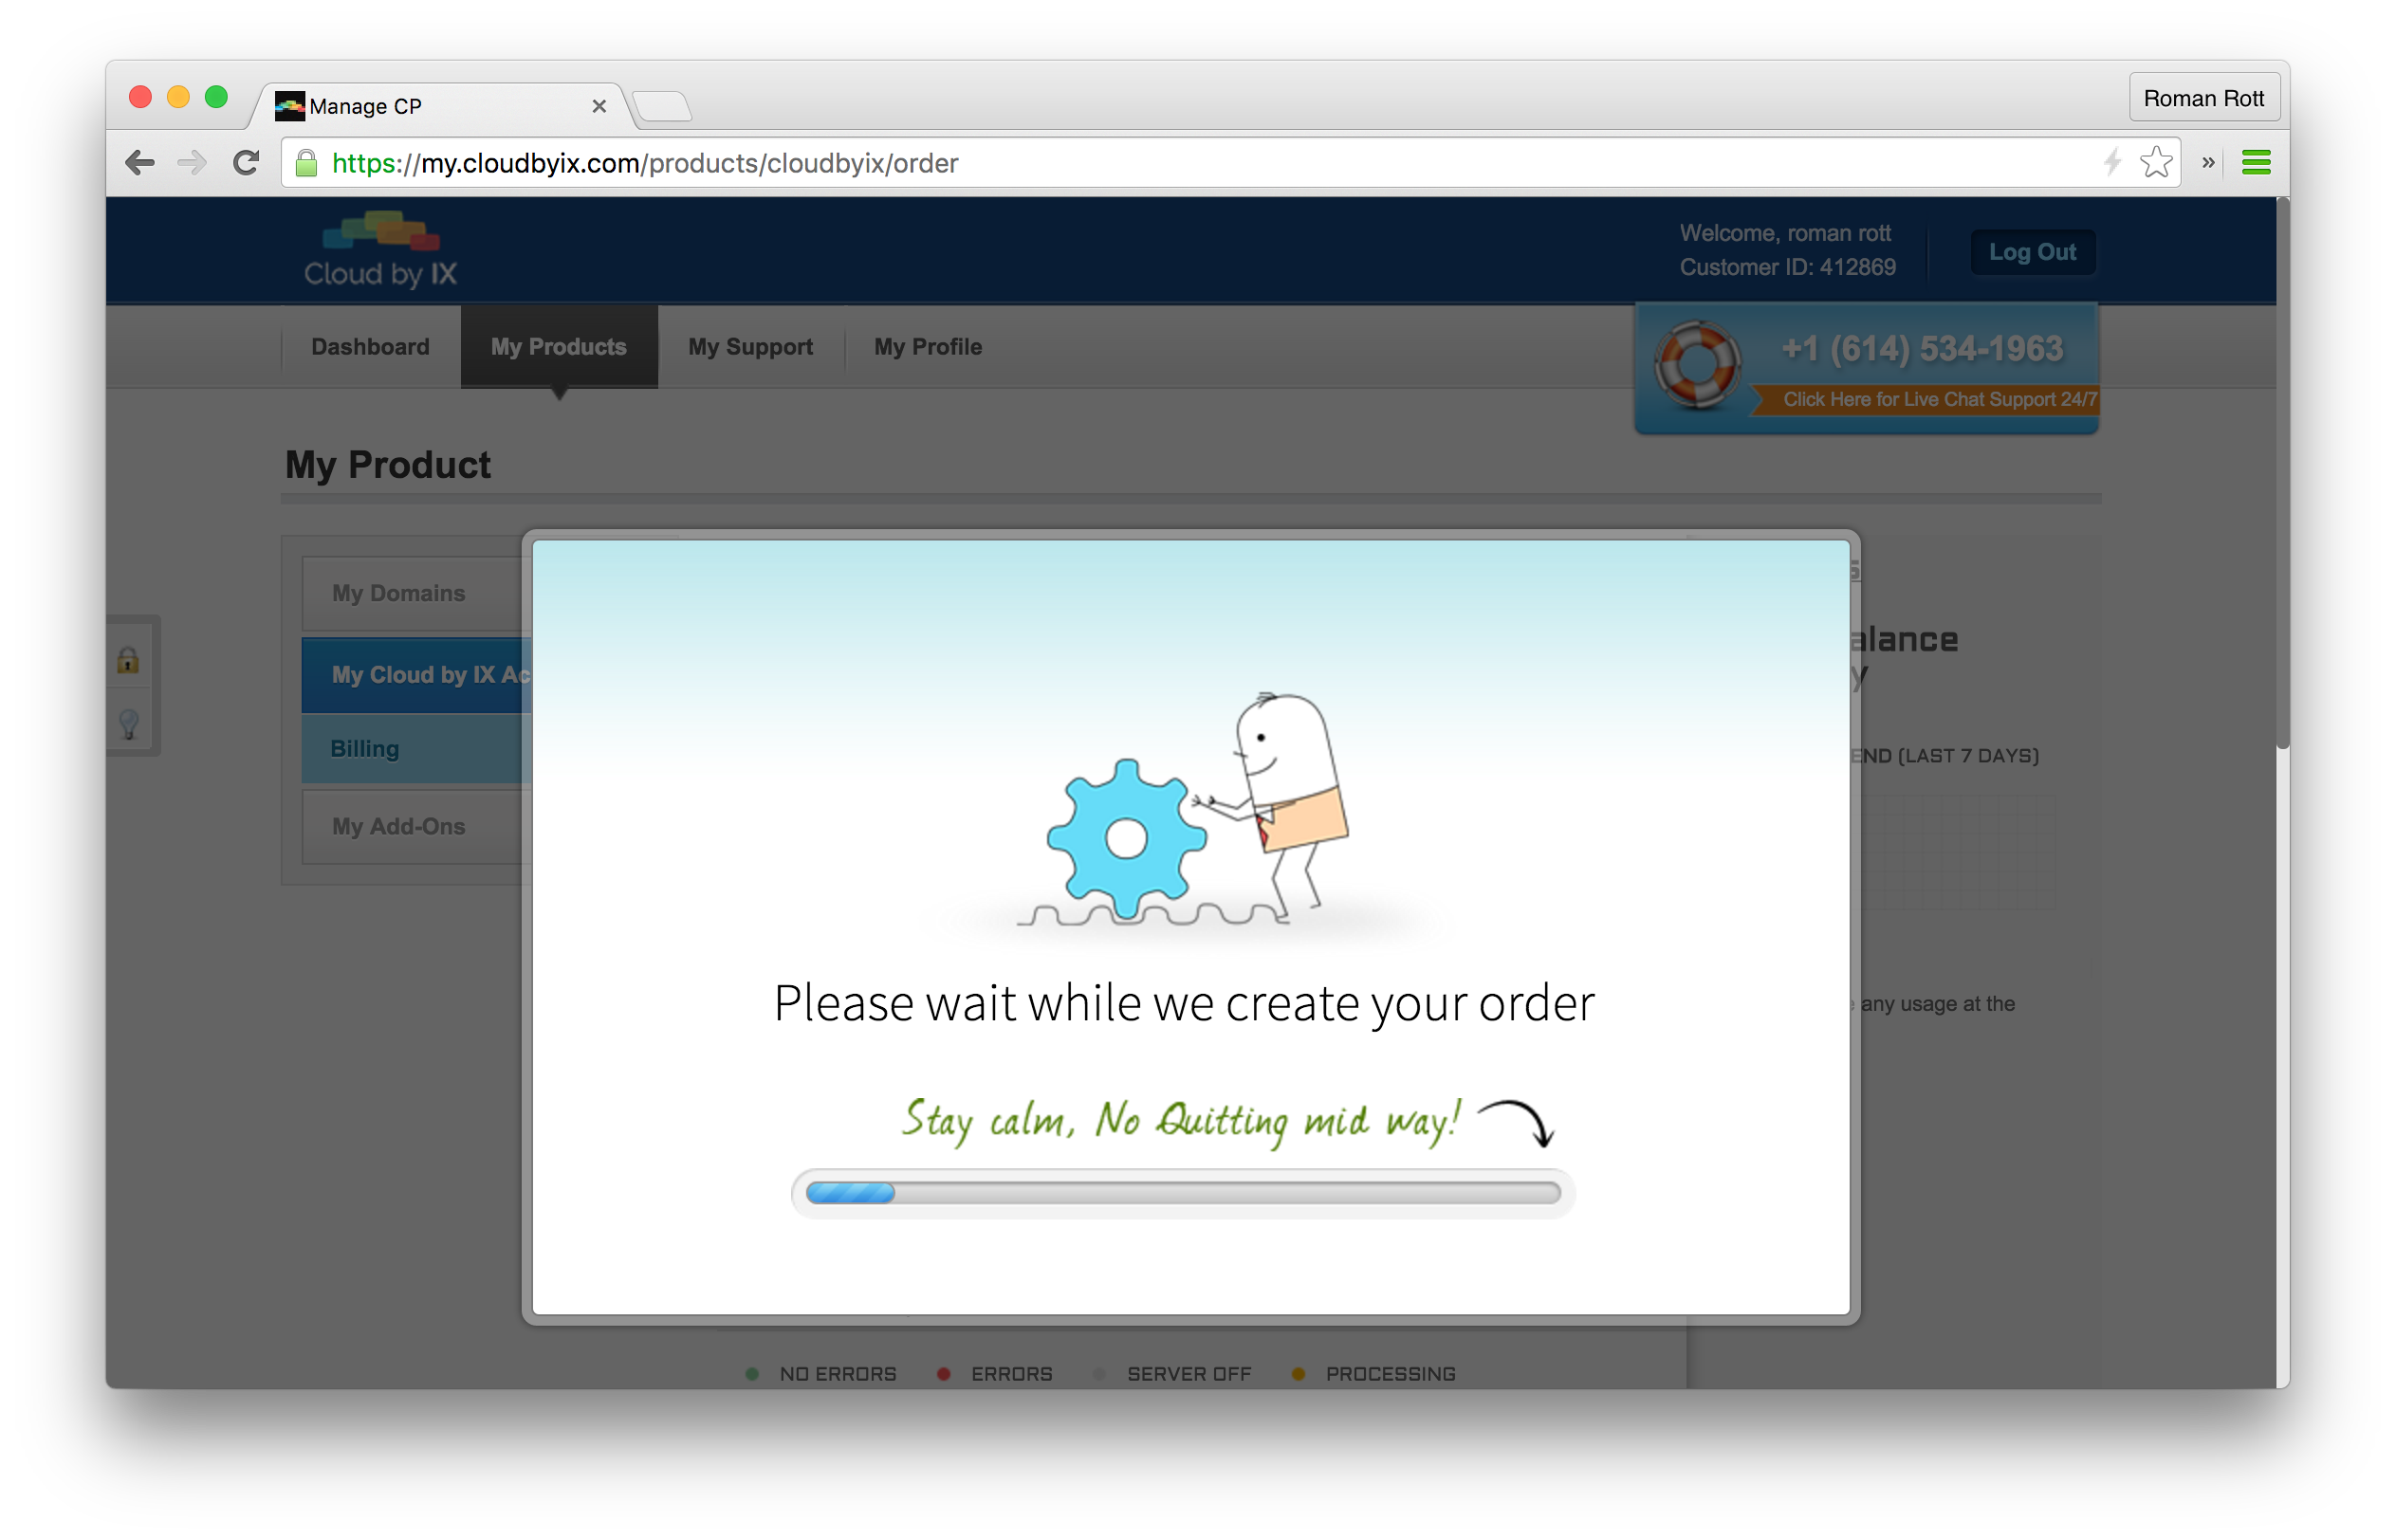 Manage CP
Roman Rott
https://my.cloudbyix.com/products/cloudbyix/order
»
Cloud by IX
Welcome, roman rott
Customer ID: 412869
Log Out
Dashboard
My Products
My Support
My Profile
+1 (614) 534-1963
Click Here for Live Chat Support 24/7
My Product
My Domains
My Cloud by IX Ac
Billing
My Add-Ons
alance
y
END (LAST 7 DAYS)
any usage at the
Please wait while we create your order
Stay calm, No Quitting mid way!
NO ERRORS
ERRORS
SERVER OFF
PROCESSING